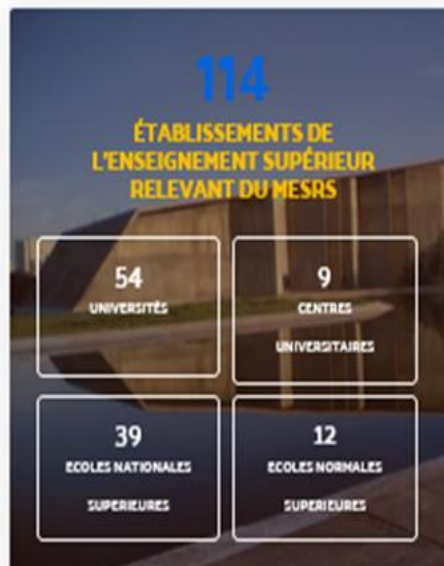 114
ÉTABLISSEMENTS DE
L'ENSEIGNEMENT SUPÉRIEUR
RELEVANT DU MESRS
54
UNIVERSITÉS
9
CENTRES
UNIVERSITAIRES
39
ECOLES NATIONALES
SUPERIEURES
12
ECOLES NORMALES
SUPERIEURES